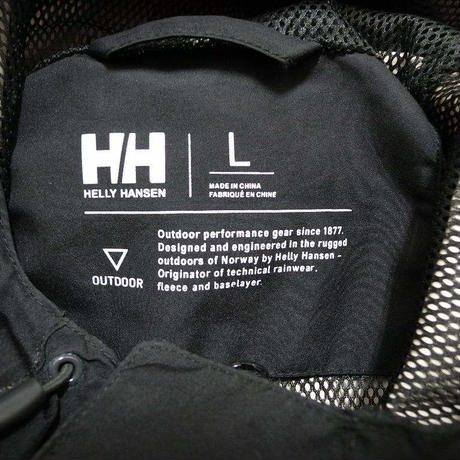 HH
HELLY HANSEN
L
MADE IN CHINA
FABRIQUÉ EN CHINE
OUTDOOR
Outdoor performance gear since 1877.
Designed and engineered in the rugged
outdoors of Norway by Helly Hansen -
Originator of technical rainwear,
fleece and baselayer.